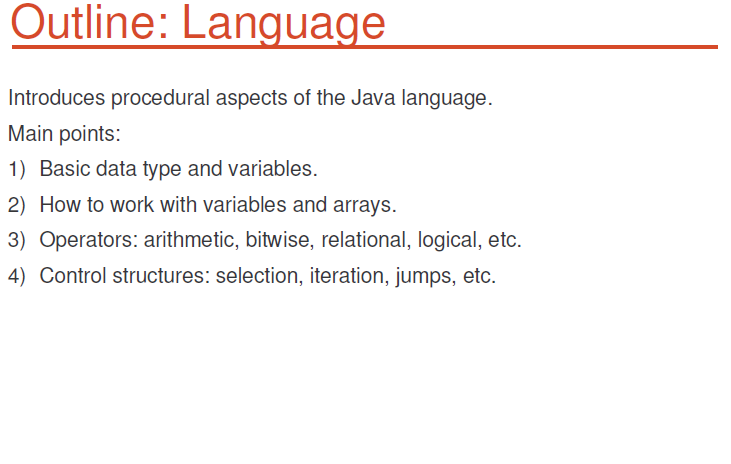 Outline: Language
Introduces procedural aspects of the Java language.
Main points:
1) Basic data type and variables.
2) How to work with variables and arrays.
3) Operators: arithmetic, bitwise, relational, logical, etc.
4) Control structures: selection, iteration, jumps, etc.